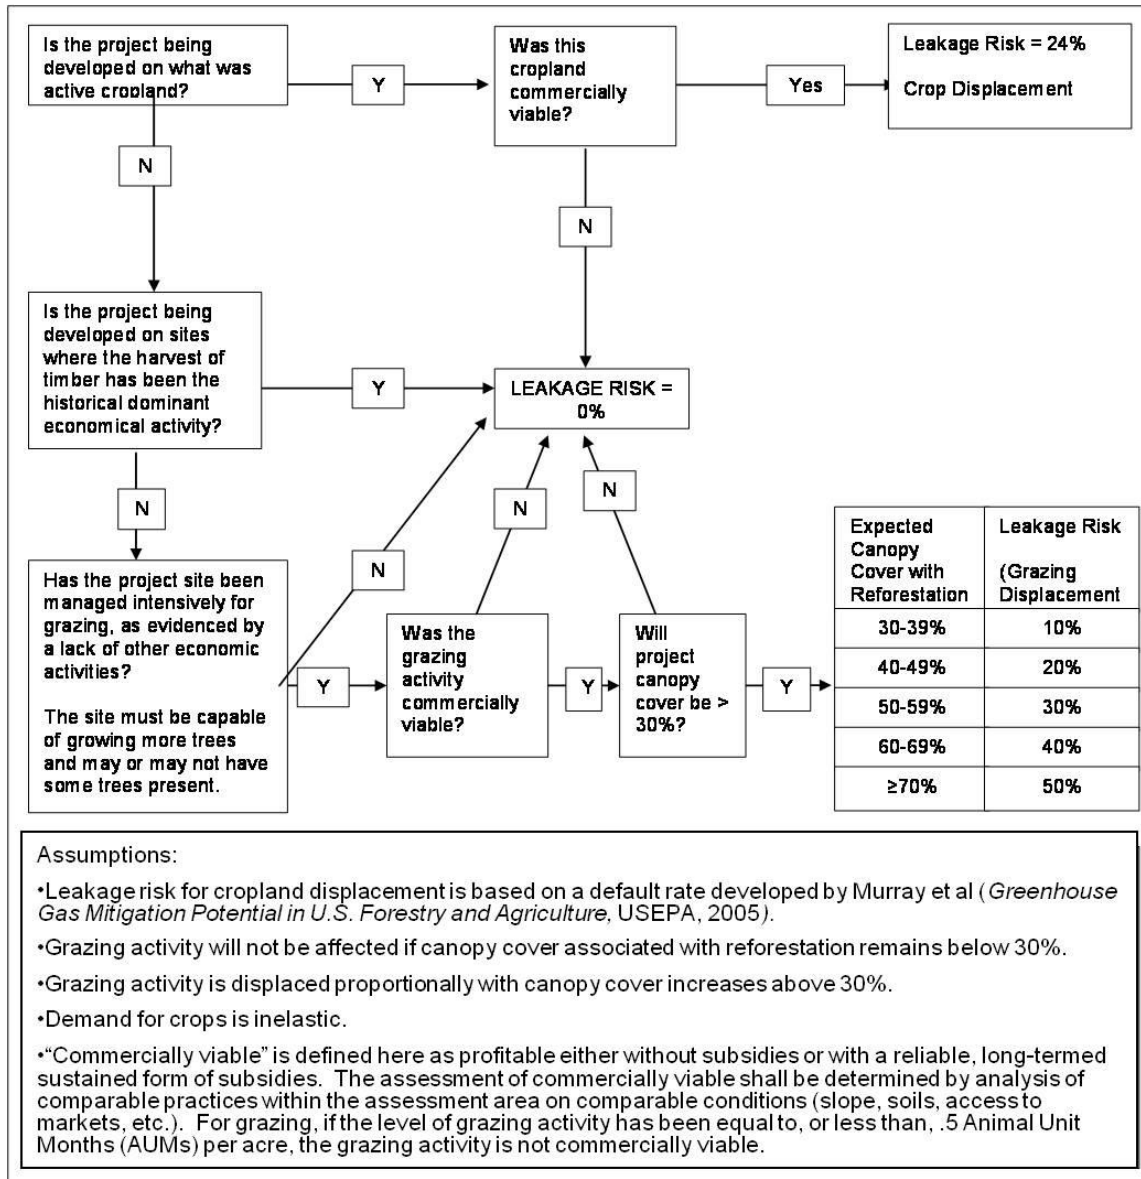 Is the project being
developed on what was
active cropland?
Y
Was this
cropland
commercially
viable?
Yes
Leakage Risk = 24%
Crop Displacement
N
N
Is the project being
developed on sites
where the harvest of
timber has been the
historical dominant
economical activity?
Y
LEAKAGE RISK =
0%
N
N
N
N
Has the project site been
managed intensively for
grazing, as evidenced by
a lack of other economic
activities?
The site must be capable
of growing more trees
and may or may not have
some trees present.
Y
Was the
grazing
activity
commercially
viable?
Y
Will
project
canopy
cover be >
30%?
Y
Expected
Canopy
Cover with
Reforestation
Leakage Risk
(Grazing
Displacement
30-39% 10%
40-49% 20%
50-59% 30%
60-69% 40%
≥70% 50%
Assumptions:
•Leakage risk for cropland displacement is based on a default rate developed by Murray et al (Greenhouse
Gas Mitigation Potential in U.S. Forestry and Agriculture, USEPA, 2005).
•Grazing activity will not be affected if canopy cover associated with reforestation remains below 30%.
•Grazing activity is displaced proportionally with canopy cover increases above 30%.
•Demand for crops is inelastic.
•“Commercially viable” is defined here as profitable either without subsidies or with a reliable, long-termed
sustained form of subsidies. The assessment of commercially viable shall be determined by analysis of
comparable practices within the assessment area on comparable conditions (slope, soils, access to
markets, etc.). For grazing, if the level of grazing activity has been equal to, or less than, .5 Animal Unit
Months (AUMs) per acre, the grazing activity is not commercially viable.